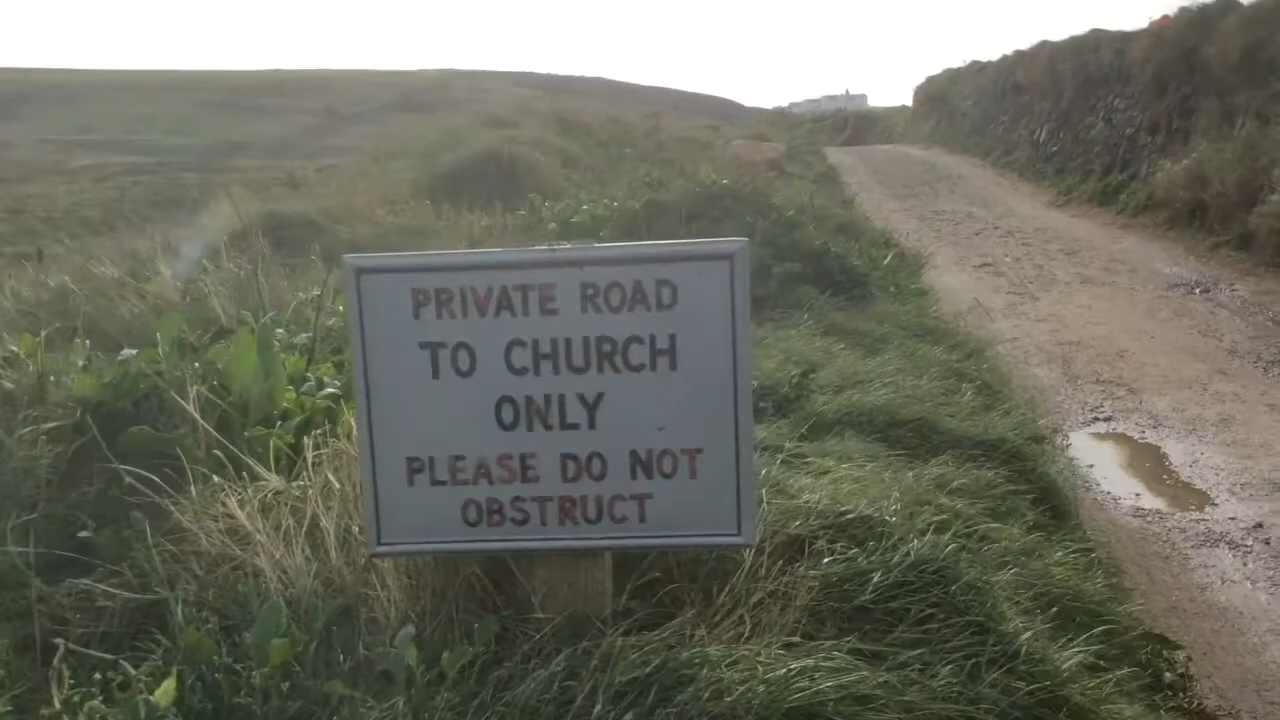 PRIVATE ROAD
TO CHURCH
ONLY
PLEASE DO NOT
OBSTRUCT